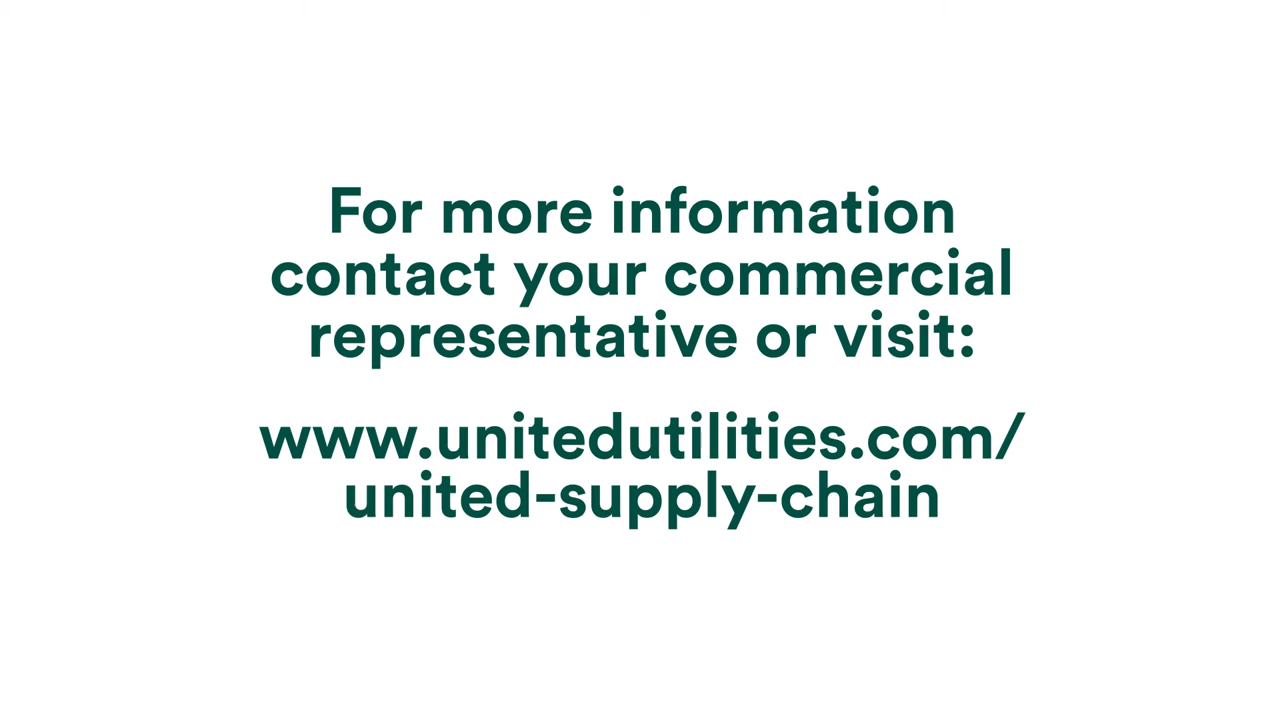 For more information
contact your commercial
representative or visit:
www.unitedutilities.com/
united-supply-chain